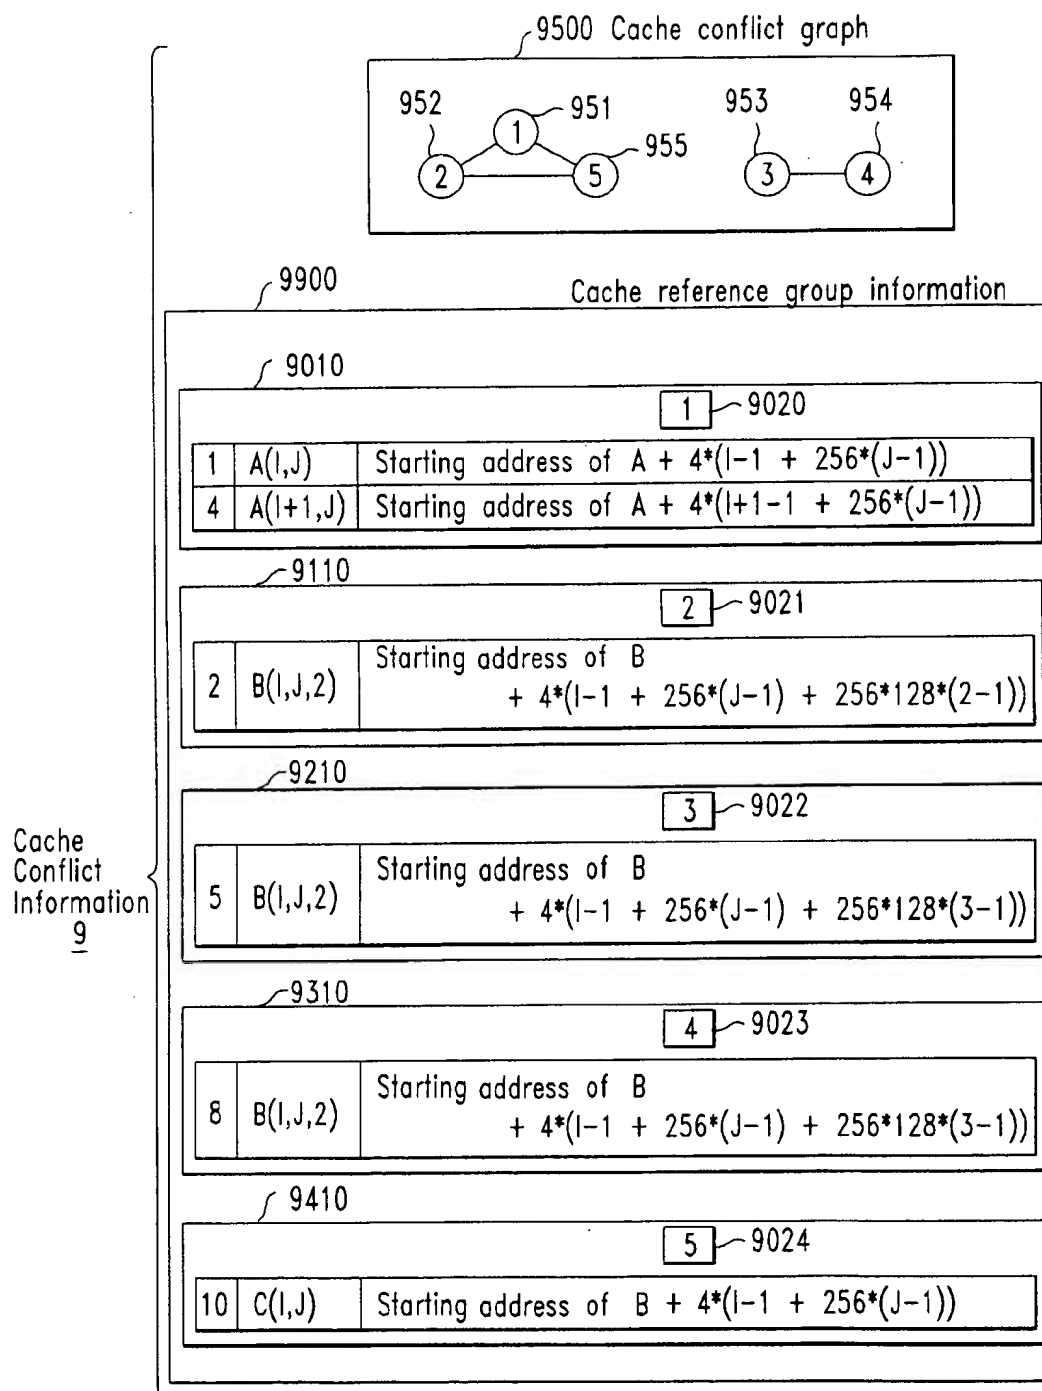 9500 Cache conflict graph
952
951
953
954
1
955
2
5
3
4
9900
Cache reference group information
9010
1
9020
1 A(I,J) Starting address of A + 4*(I-1 + 256*(J-1))
4 A(I+1,J) Starting address of A + 4*(I+1-1 + 256*(J-1))
9110
2
9021
2 B(I,J,2) Starting address of B
+ 4*(I-1 + 256*(J-1) + 256*128*(2-1))
9210
3
9022
5 B(I,J,2) Starting address of B
+ 4*(I-1 + 256*(J-1) + 256*128*(3-1))
Cache
Conflict
Information
9
9310
4
9023
8 B(I,J,2) Starting address of B
+ 4*(I-1 + 256*(J-1) + 256*128*(3-1))
9410
5
9024
10 C(I,J) Starting address of B + 4*(I-1 + 256*(J-1))